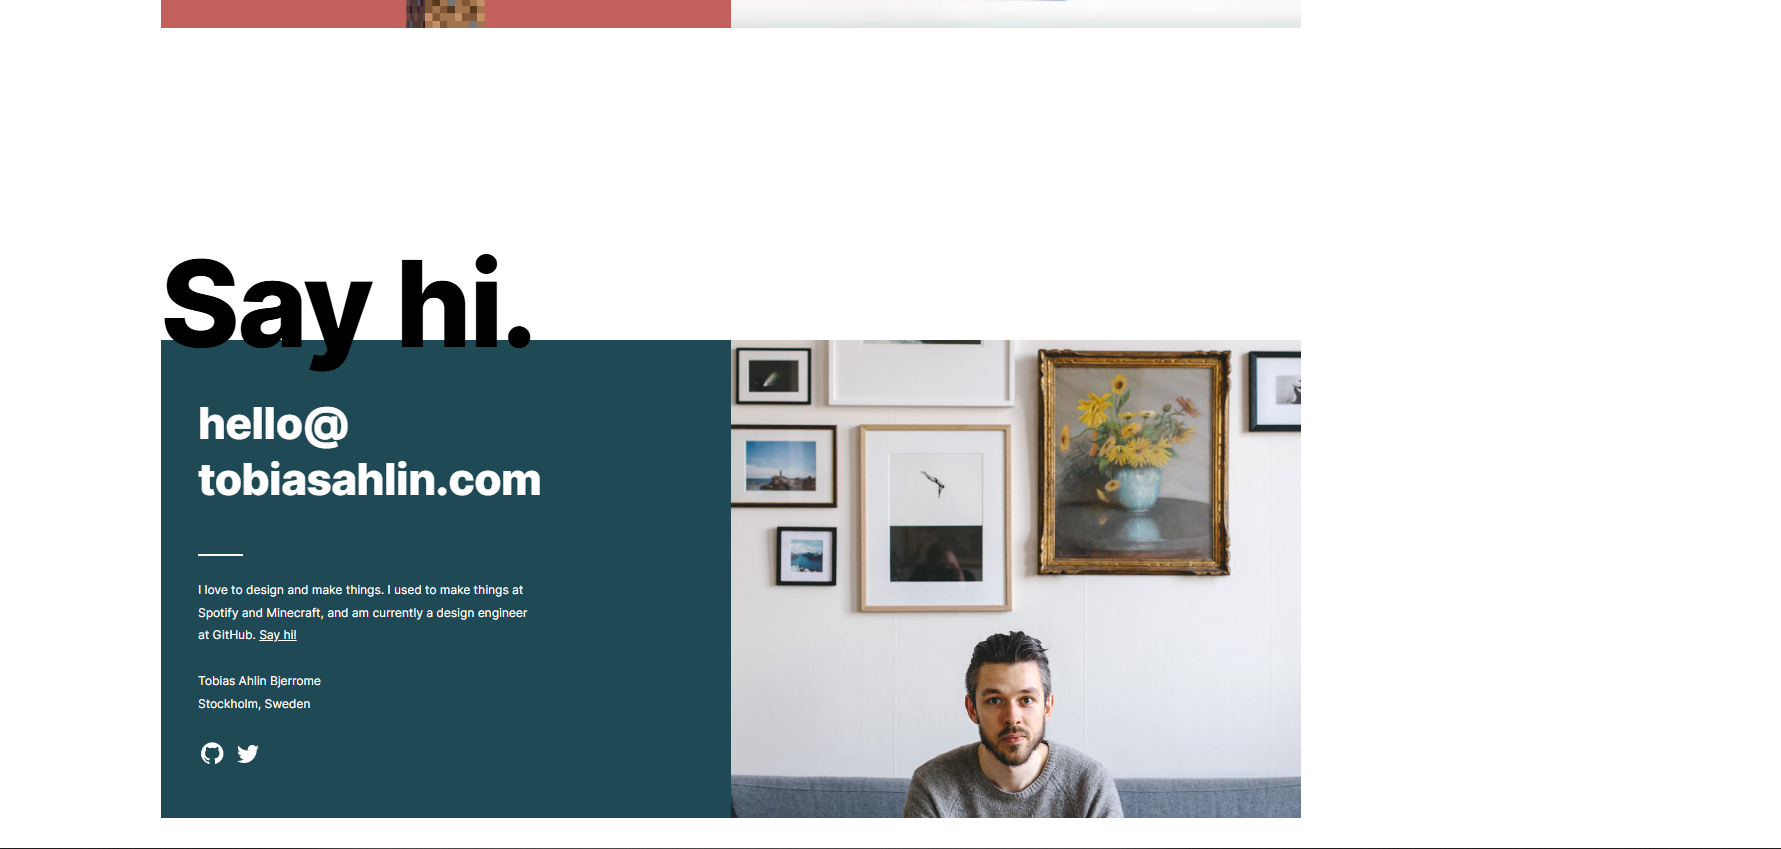 Say hi.
hello@
tobiasahlin.com
I love to design and make things. I used to make things at
Spotify and Minecraft, and am currently a design engineer
at GitHub. Say hi!
Tobias Ahlin Bjerrome
Stockholm, Sweden